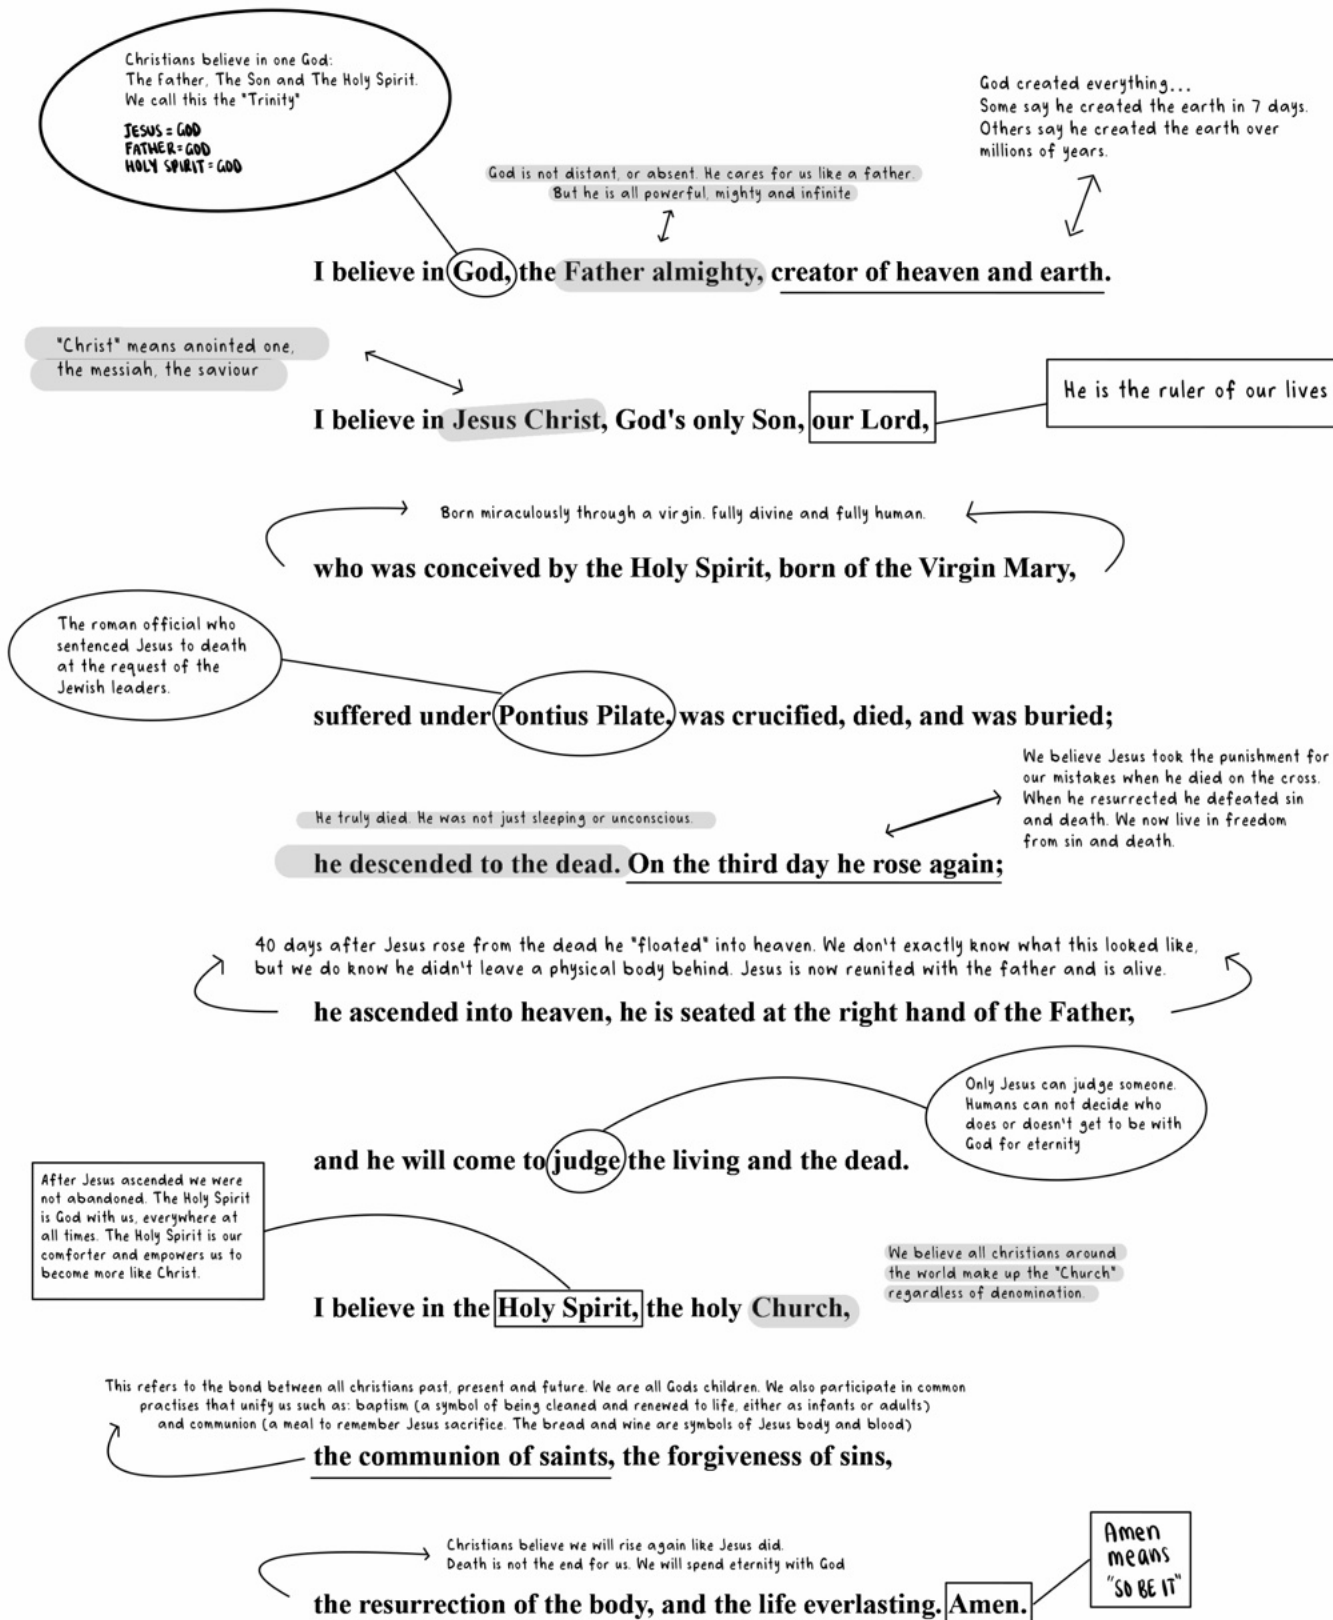 Christians believe in one God:
The Father, The Son and The Holy Spirit.
We call this the "Trinity"
JESUS = GOD
FATHER = GOD
HOLY SPIRIT = GOD
God created everything...
Some say he created the earth in 7 days.
Others say he created the earth over
millions of years.
God is not distant, or absent. He cares for us like a father.
But he is all powerful, mighty and infinite
I believe in God, the Father almighty, creator of heaven and earth.
"Christ" means anointed one,
the messiah, the saviour
He is the ruler of our lives
I believe in Jesus Christ, God's only Son, our Lord,
Born miraculously through a virgin. Fully divine and fully human.
who was conceived by the Holy Spirit, born of the Virgin Mary,
The roman official who
sentenced Jesus to death
at the request of the
Jewish leaders.
suffered under Pontius Pilate, was crucified, died, and was buried;
We believe Jesus took the punishment for
our mistakes when he died on the cross.
When he resurrected he defeated sin
and death. We now live in freedom
from sin and death.
He truly died. He was not just sleeping or unconscious.
he descended to the dead. On the third day he rose again;
40 days after Jesus rose from the dead he "floated" into heaven. We don't exactly know what this looked like,
but we do know he didn't leave a physical body behind. Jesus is now reunited with the father and is alive.
he ascended into heaven, he is seated at the right hand of the Father,
Only Jesus can judge someone.
Humans can not decide who
does or doesn't get to be with
God for eternity
and he will come to judge the living and the dead.
After Jesus ascended we were
not abandoned. The Holy Spirit
is God with us, everywhere at
all times. The Holy Spirit is our
comforter and empowers us to
become more like Christ.
We believe all christians around
the world make up the "Church"
regardless of denomination.
I believe in the Holy Spirit, the holy Church,
This refers to the bond between all christians past, present and future. We are all Gods children. We also participate in common
practises that unify us such as: baptism (a symbol of being cleaned and renewed to life, either as infants or adults)
and communion (a meal to remember Jesus sacrifice. The bread and wine are symbols of Jesus body and blood)
the communion of saints, the forgiveness of sins,
Christians believe we will rise again like Jesus did.
Death is not the end for us. We will spend eternity with God
Amen
means
"SO BE IT"
the resurrection of the body, and the life everlasting. Amen.